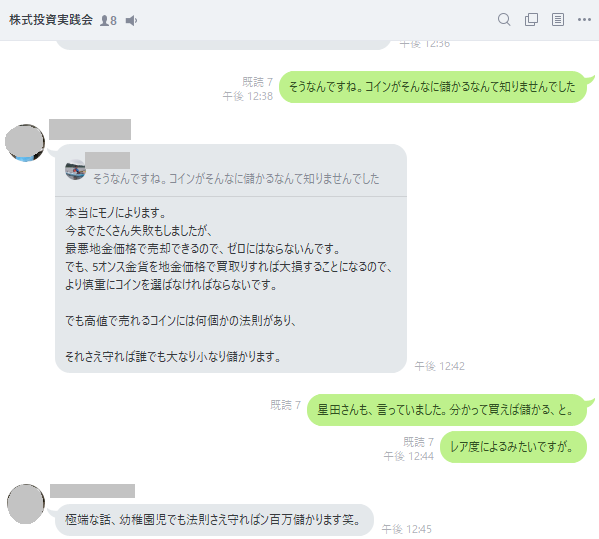 株式投資実践会 8
午後 12:36
既読 7
午後 12:38
そうなんですね。コインがそんなに儲かるなんて知りませんでした
そうなんですね。コインがそんなに儲かるなんて知りませんでした
本当にモノによります。
今までたくさん失敗もしましたが、
最悪地金価格で売却できるので、ゼロにはならないんです。
でも、5オンス金貨を地金価格で買取りすれば大損することになるので、
より慎重にコインを選ばなければならないです。
でも高値で売れるコインには何個かの法則があり、
それさえ守れば誰でも大なり小なり儲かります。
午後 12:42
既読 7
星田さんも、言っていました。分かって買えば儲かる、と。
既読 7
午後 12:44
レア度によるみたいですが。
極端な話、幼稚園児でも法則さえ守ればン百万儲かります笑。
午後 12:45